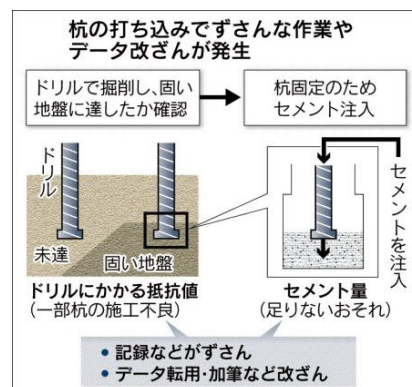 杭の打ち込みでずさんな作業や
データ改ざんが発生
ドリルで掘削し、固い
地盤に達したか確認
杭固定のため
セメント注入
ドリル
未達
固い地盤
セメントを注入
ドリルにかかる抵抗値
(一部杭の施工不良)
セメント量
(足りないおそれ)
• 記録などがずさん
• データ転用・加筆など改ざん